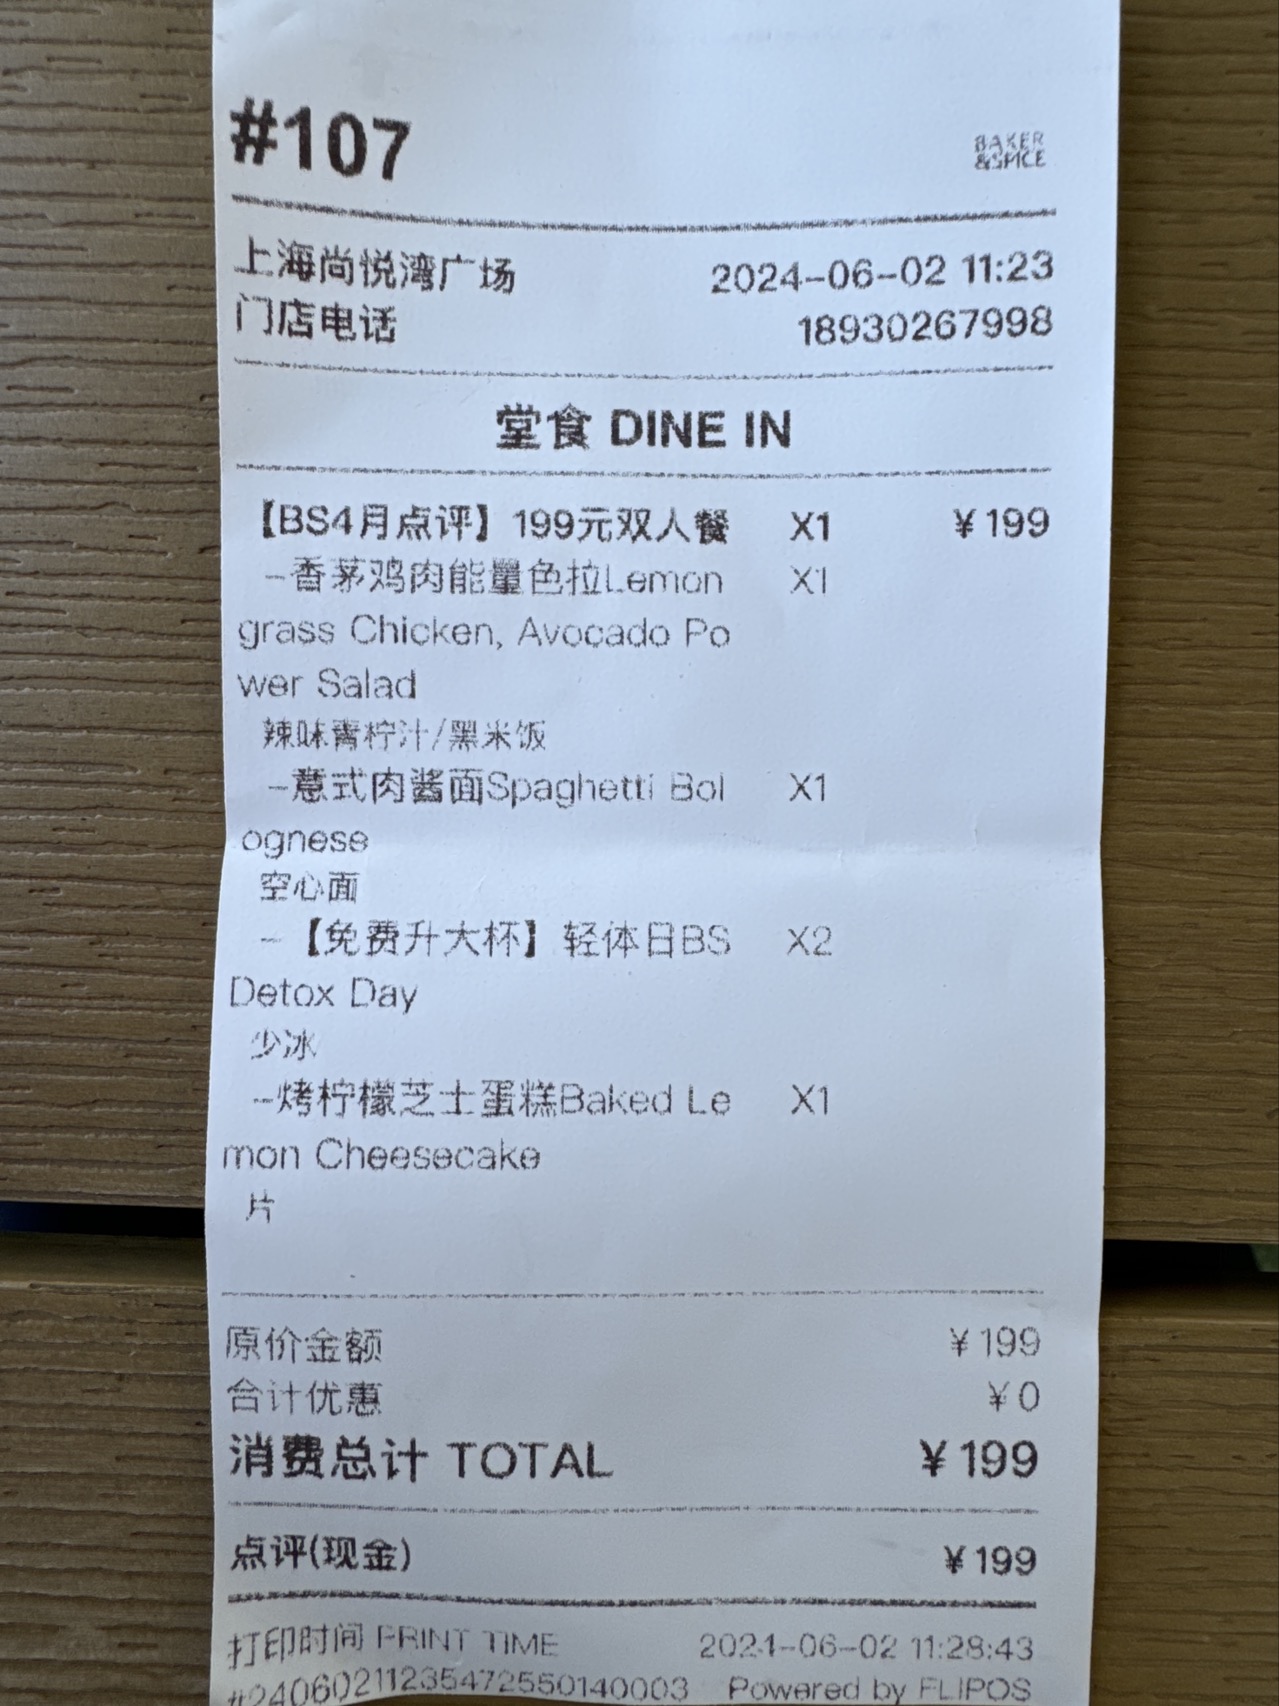 #107
BAKER
&SPICE
上海尚悦湾广场 2024-06-02 11:23
门店电话 18930267998
堂食 DINE IN
【BS4月点评】199元双人餐 X1 ¥199
-香茅鸡肉能量色拉Lemon X1
grass Chicken, Avocado Po
wer Salad
辣味青柠汁/黑米饭
-意式肉酱面Spaghetti Bol X1
ognese
空心面
-【免费升大杯】轻体日BS X2
Detox Day
少冰
-烤柠檬芝士蛋糕Baked Le X1
mon Cheesecake
片
原价金额 ¥199
合计优惠 ¥0
消费总计 TOTAL ¥199
点评(现金) ¥199
打印时间 PRINT TIME 2024-06-02 11:28:43
#24060211235472550140003 Powered by FLIPOS